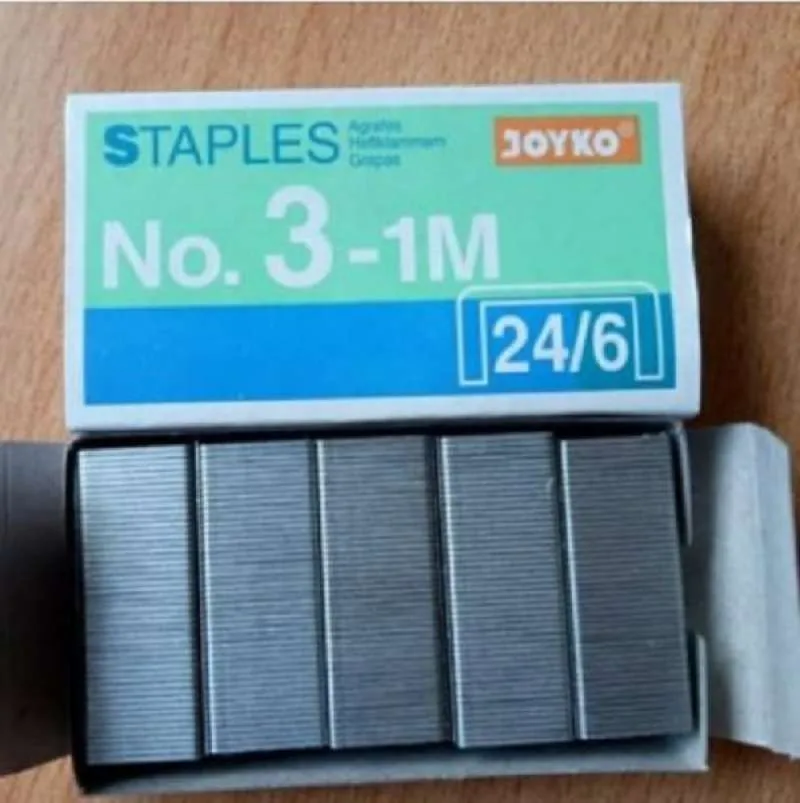 STAPLES
Agrafes
Heftklammern
Grapas
JOYKO®
No. 3-1M
24/6